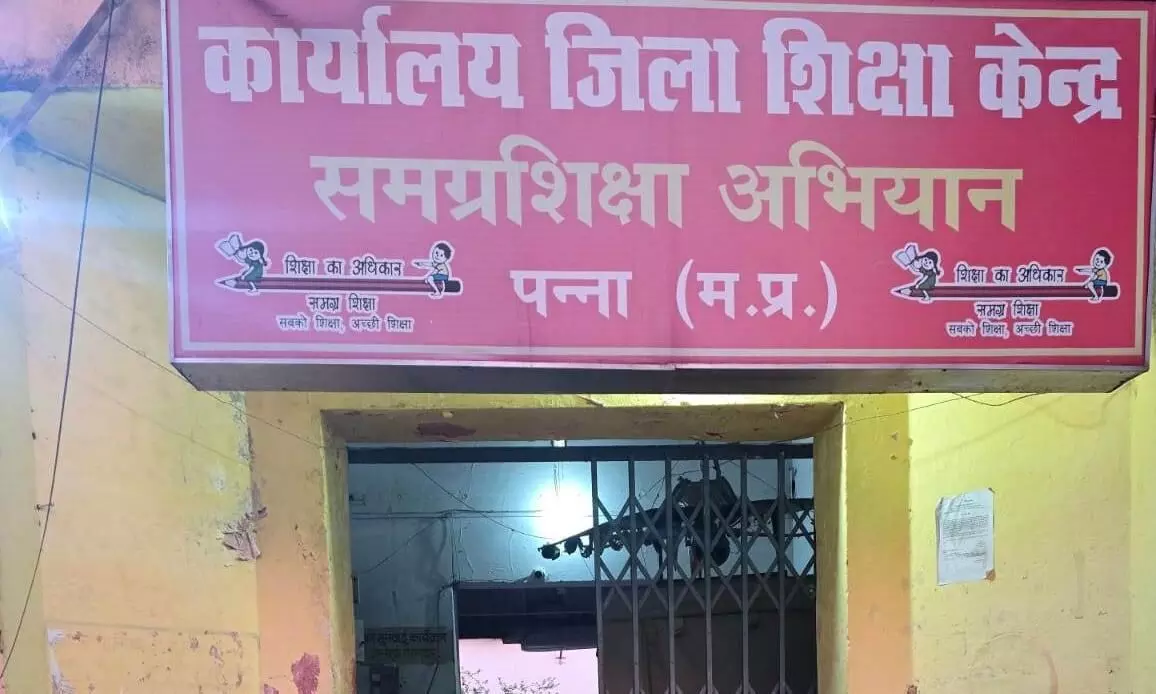 कार्यालय जिला शिक्षा केन्द्र
समग्रशिक्षा अभियान
शिक्षा का अधिकार
समग्र शिक्षा
सबको शिक्षा, अच्छी शिक्षा
पन्ना (म.प्र.)
शिक्षा का अधिकार
समग्र शिक्षा
सबको शिक्षा, अच्छी शिक्षा